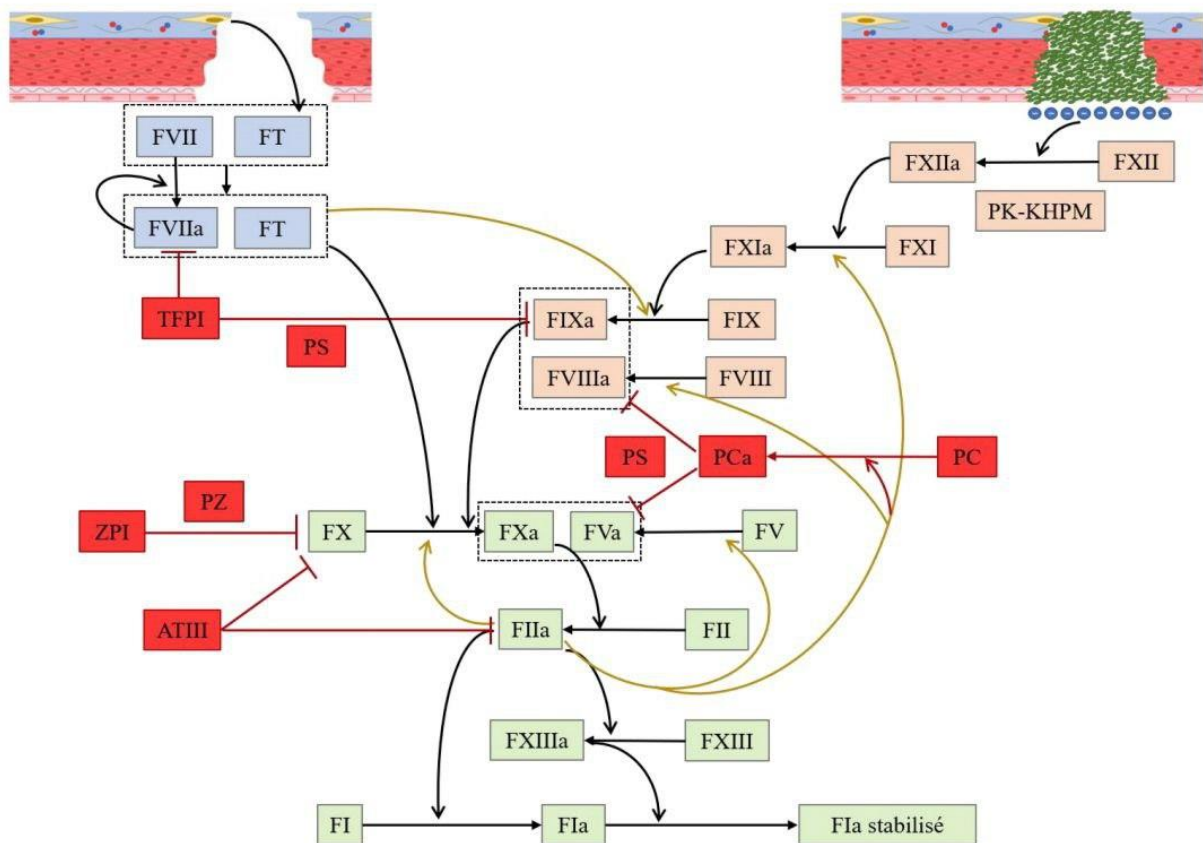 FVII
FT
FXIIa
FXII
PK-KHPM
FVIIa
FT
FXIa
FXI
TFPI
PS
FIXa
FIX
FVIIIa
FVIII
PS
PCa
PC
PZ
ZPI
FX
FXa
FVa
FV
ATIII
FIIa
FII
FXIIIa
FXIII
FI
FIa
FIa stabilisé